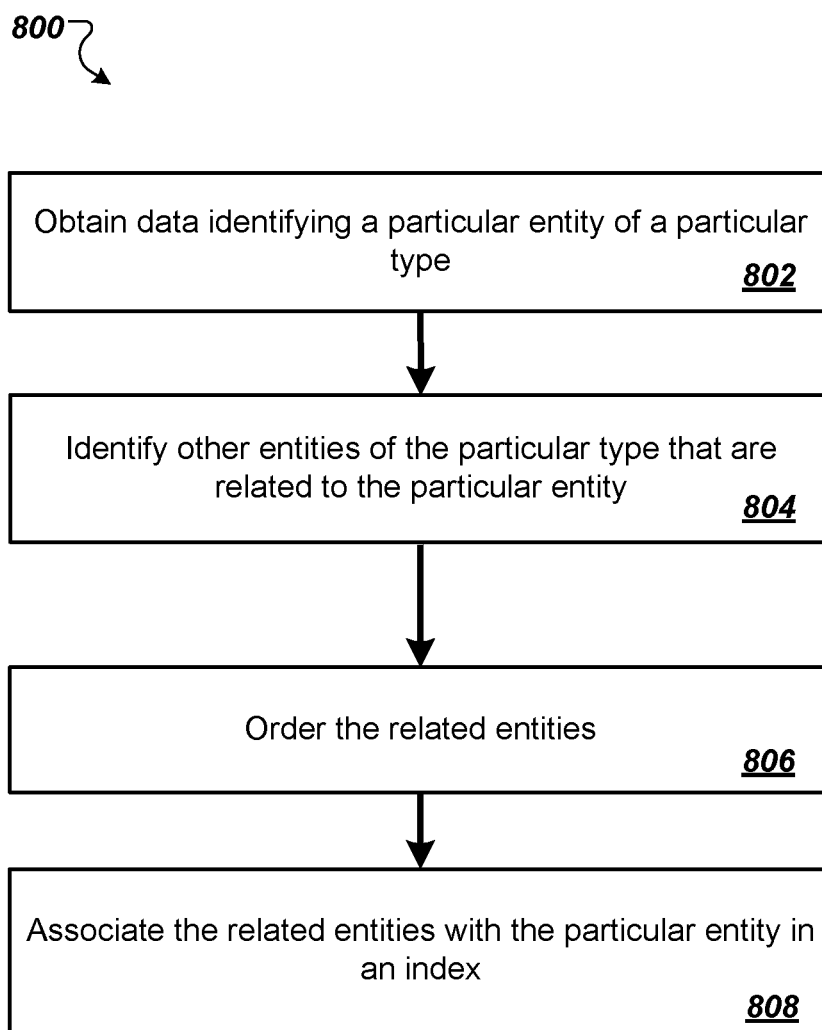 800
Obtain data identifying a particular entity of a particular
type
802
Identify other entities of the particular type that are
related to the particular entity
804
Order the related entities
806
Associate the related entities with the particular entity in
an index
808